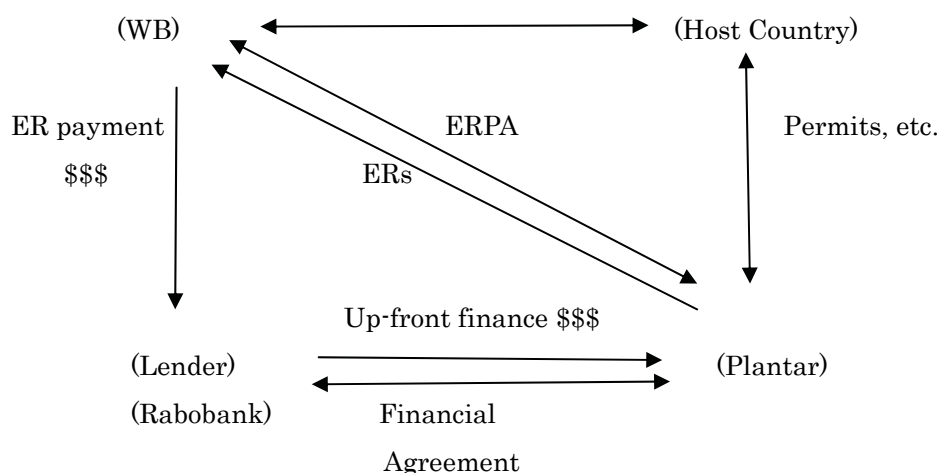 (WB)
(Host Country)
ER payment
$$$
ERPA
ERs
Permits, etc.
Up-front finance $$$
(Lender)
(Rabobank)
(Plantar)
Financial
Agreement